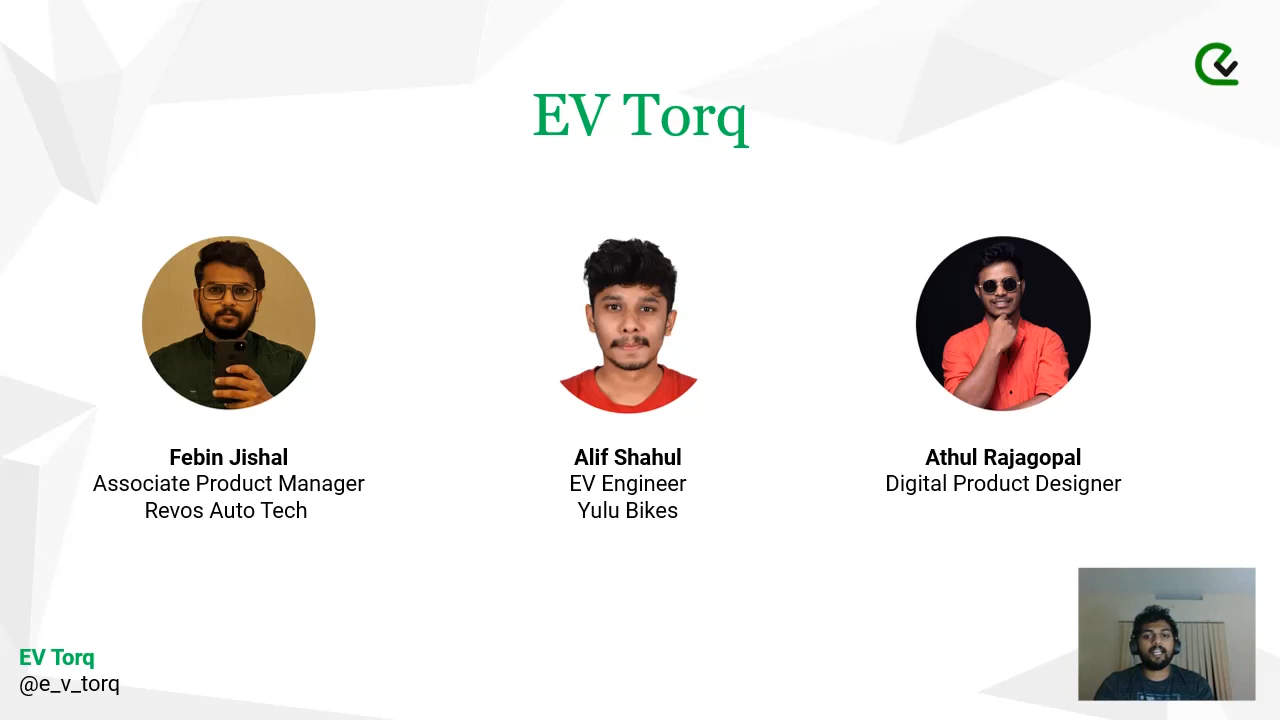 EV Torq
Febin Jishal
Associate Product Manager
Revos Auto Tech
Alif Shahul
EV Engineer
Yulu Bikes
Athul Rajagopal
Digital Product Designer
EV Torq
@e_v_torq